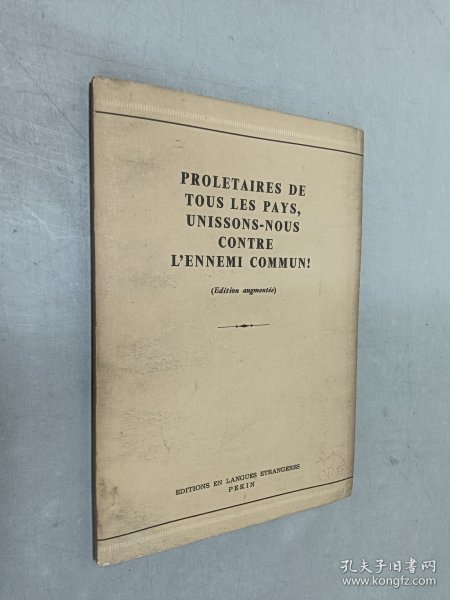 PROLETAIRES DE
TOUS LES PAYS,
UNISSONS-NOUS
CONTRE
L'ENNEMI COMMUN!
(Edition augmentée)
EDITIONS EN LANGUES ETRANGERES
PEKIN
孔夫子旧书网
www.kongfz.com